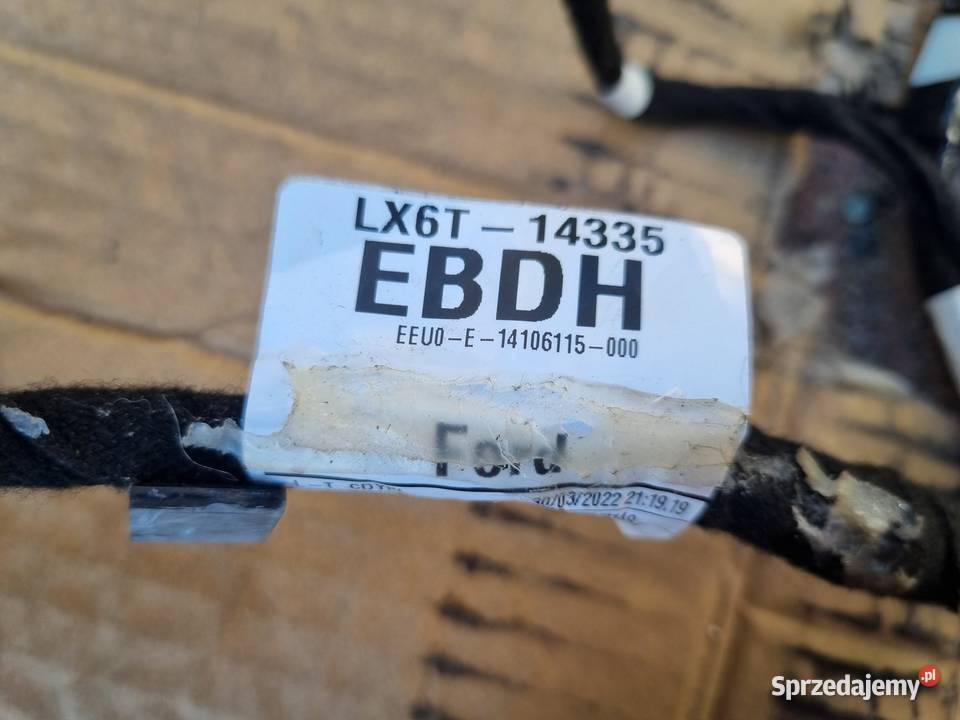 LX6T - 14335
EBDH
EEU0-E-14106115-000
Ford
30/03/2022 21:19.19
Sprzedajemy.pl